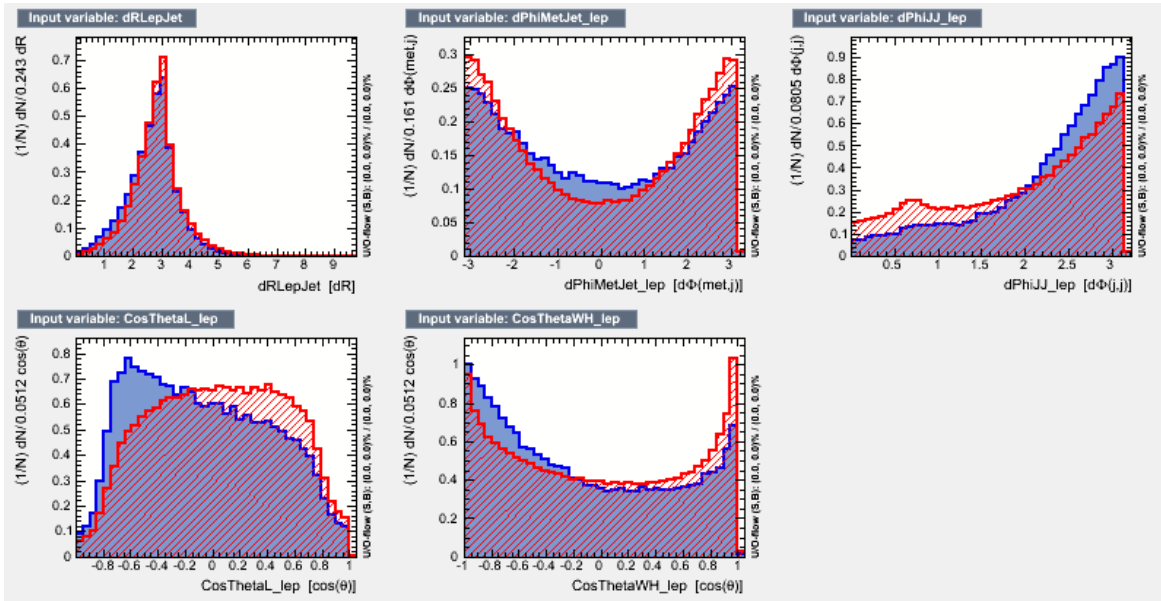 Input variable: dRLepJet
(1/N) dN/0.243 dR
0.7
0.6
0.5
0.4
0.3
0.2
0.1
0
1 2 3 4 5 6 7 8 9
dRLepJet [dR]
U/O-flow (S,B): (0.0, 0.0)% / (0.0, 0.0)%
Input variable: dPhiMetJet_lep
(1/N) dN/0.161 dΦ(met,j)
0.3
0.25
0.2
0.15
0.1
0.05
0
-3 -2 -1 0 1 2 3
dPhiMetJet_lep [dΦ(met,j)]
U/O-flow (S,B): (0.0, 0.0)% / (0.0, 0.0)%
Input variable: dPhiJJ_lep
(1/N) dN/0.0805 dΦ(j,j)
0.9
0.8
0.7
0.6
0.5
0.4
0.3
0.2
0.1
0
0.5 1 1.5 2 2.5 3
dPhiJJ_lep [dΦ(j,j)]
U/O-flow (S,B): (0.0, 0.0)% / (0.0, 0.0)%
Input variable: CosThetaL_lep
(1/N) dN/0.0512 cos(θ)
0.8
0.7
0.6
0.5
0.4
0.3
0.2
0.1
0
-0.8 -0.6 -0.4 -0.2 0 0.2 0.4 0.6 0.8 1
CosThetaL_lep [cos(θ)]
U/O-flow (S,B): (0.0, 0.0)% / (0.0, 0.0)%
Input variable: CosThetaWH_lep
(1/N) dN/0.0512 cos(θ)
1
0.8
0.6
0.4
0.2
0
-1 -0.8 -0.6 -0.4 -0.2 0 0.2 0.4 0.6 0.8 1
CosThetaWH_lep [cos(θ)]
U/O-flow (S,B): (0.0, 0.0)% / (0.0, 0.0)%